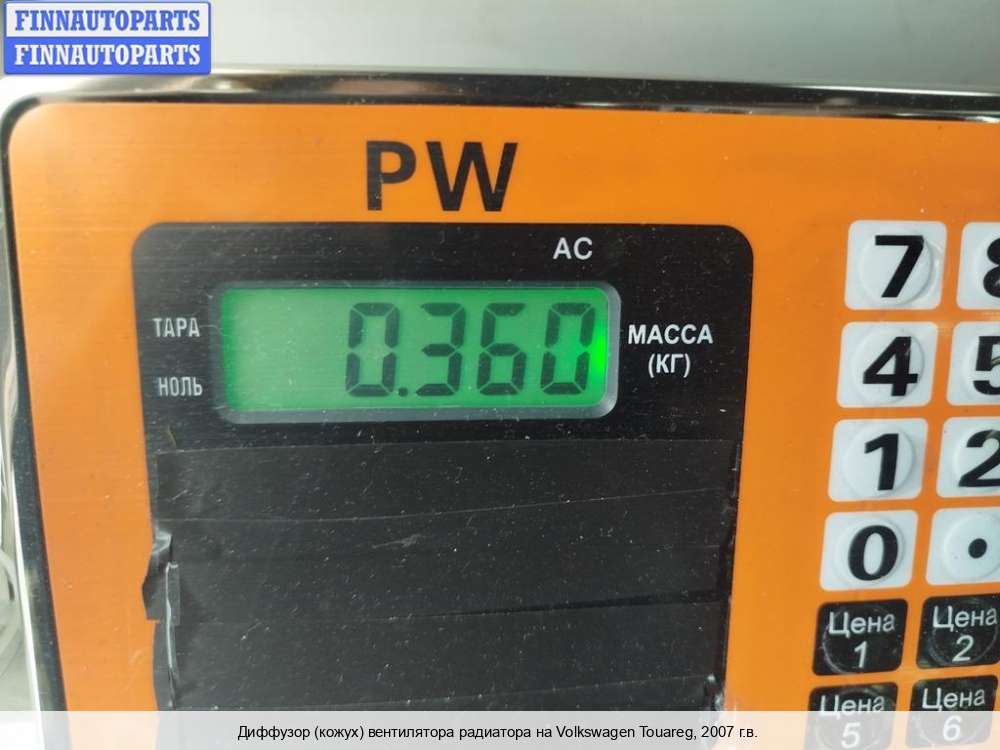 FINNAUTOPARTS
FINNAUTOPARTS
PW
AC
ТАРА
НОЛЬ
0.360
МАССА
(КГ)
7
8
4
5
1
2
0
.
Цена
1
Цена
2
Цена
5
Цена
6
Диффузор (кожух) вентилятора радиатора на Volkswagen Touareg, 2007 г.в.